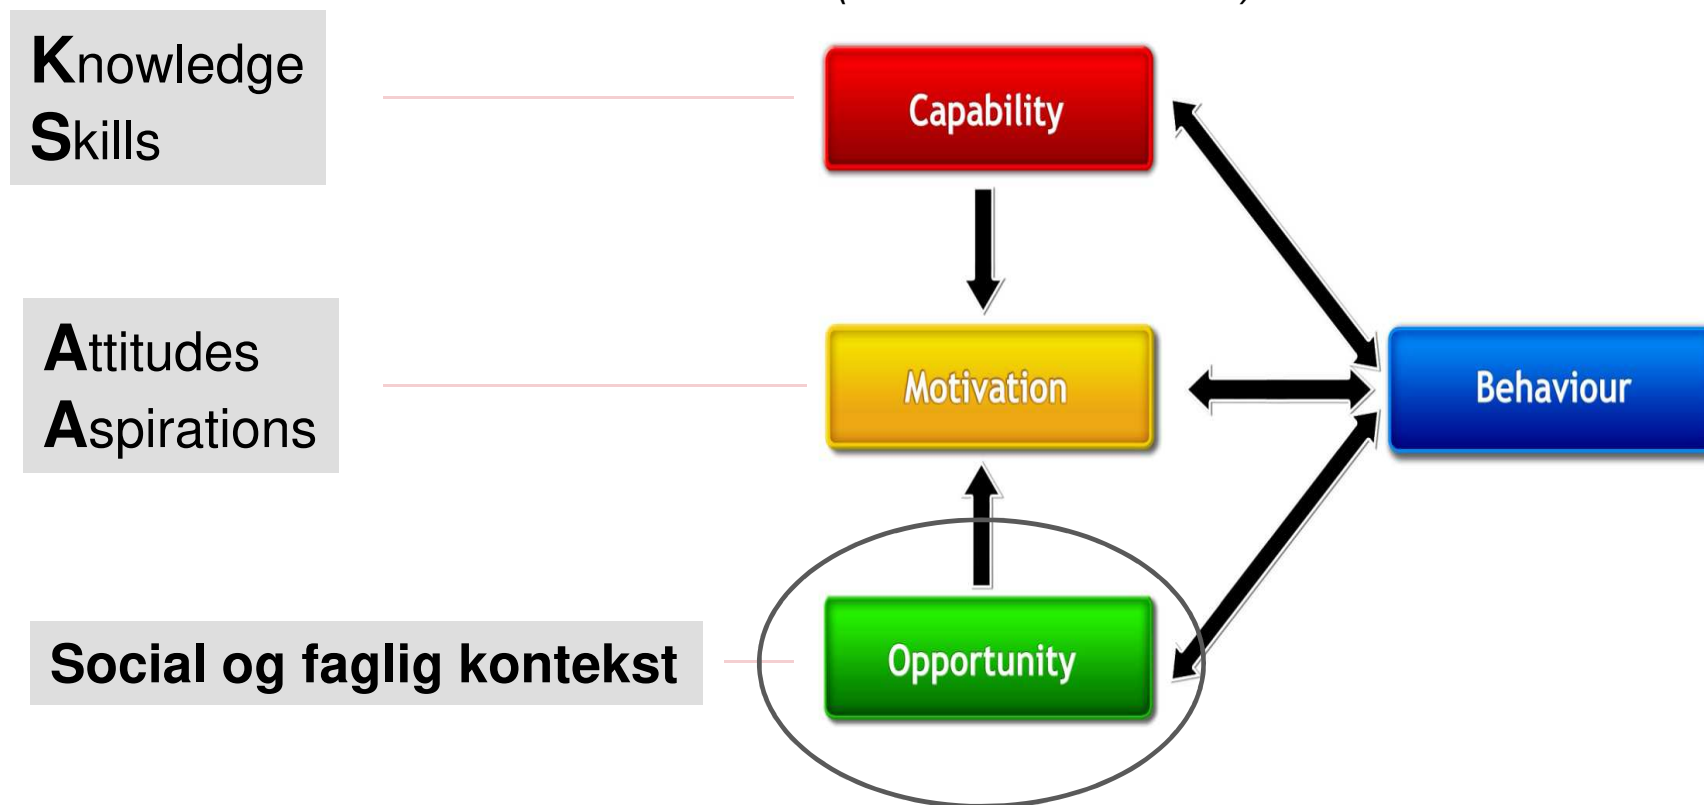 Knowledge
Skills
Capability
Attitudes
Aspirations
Motivation
Behaviour
Social og faglig kontekst
Opportunity